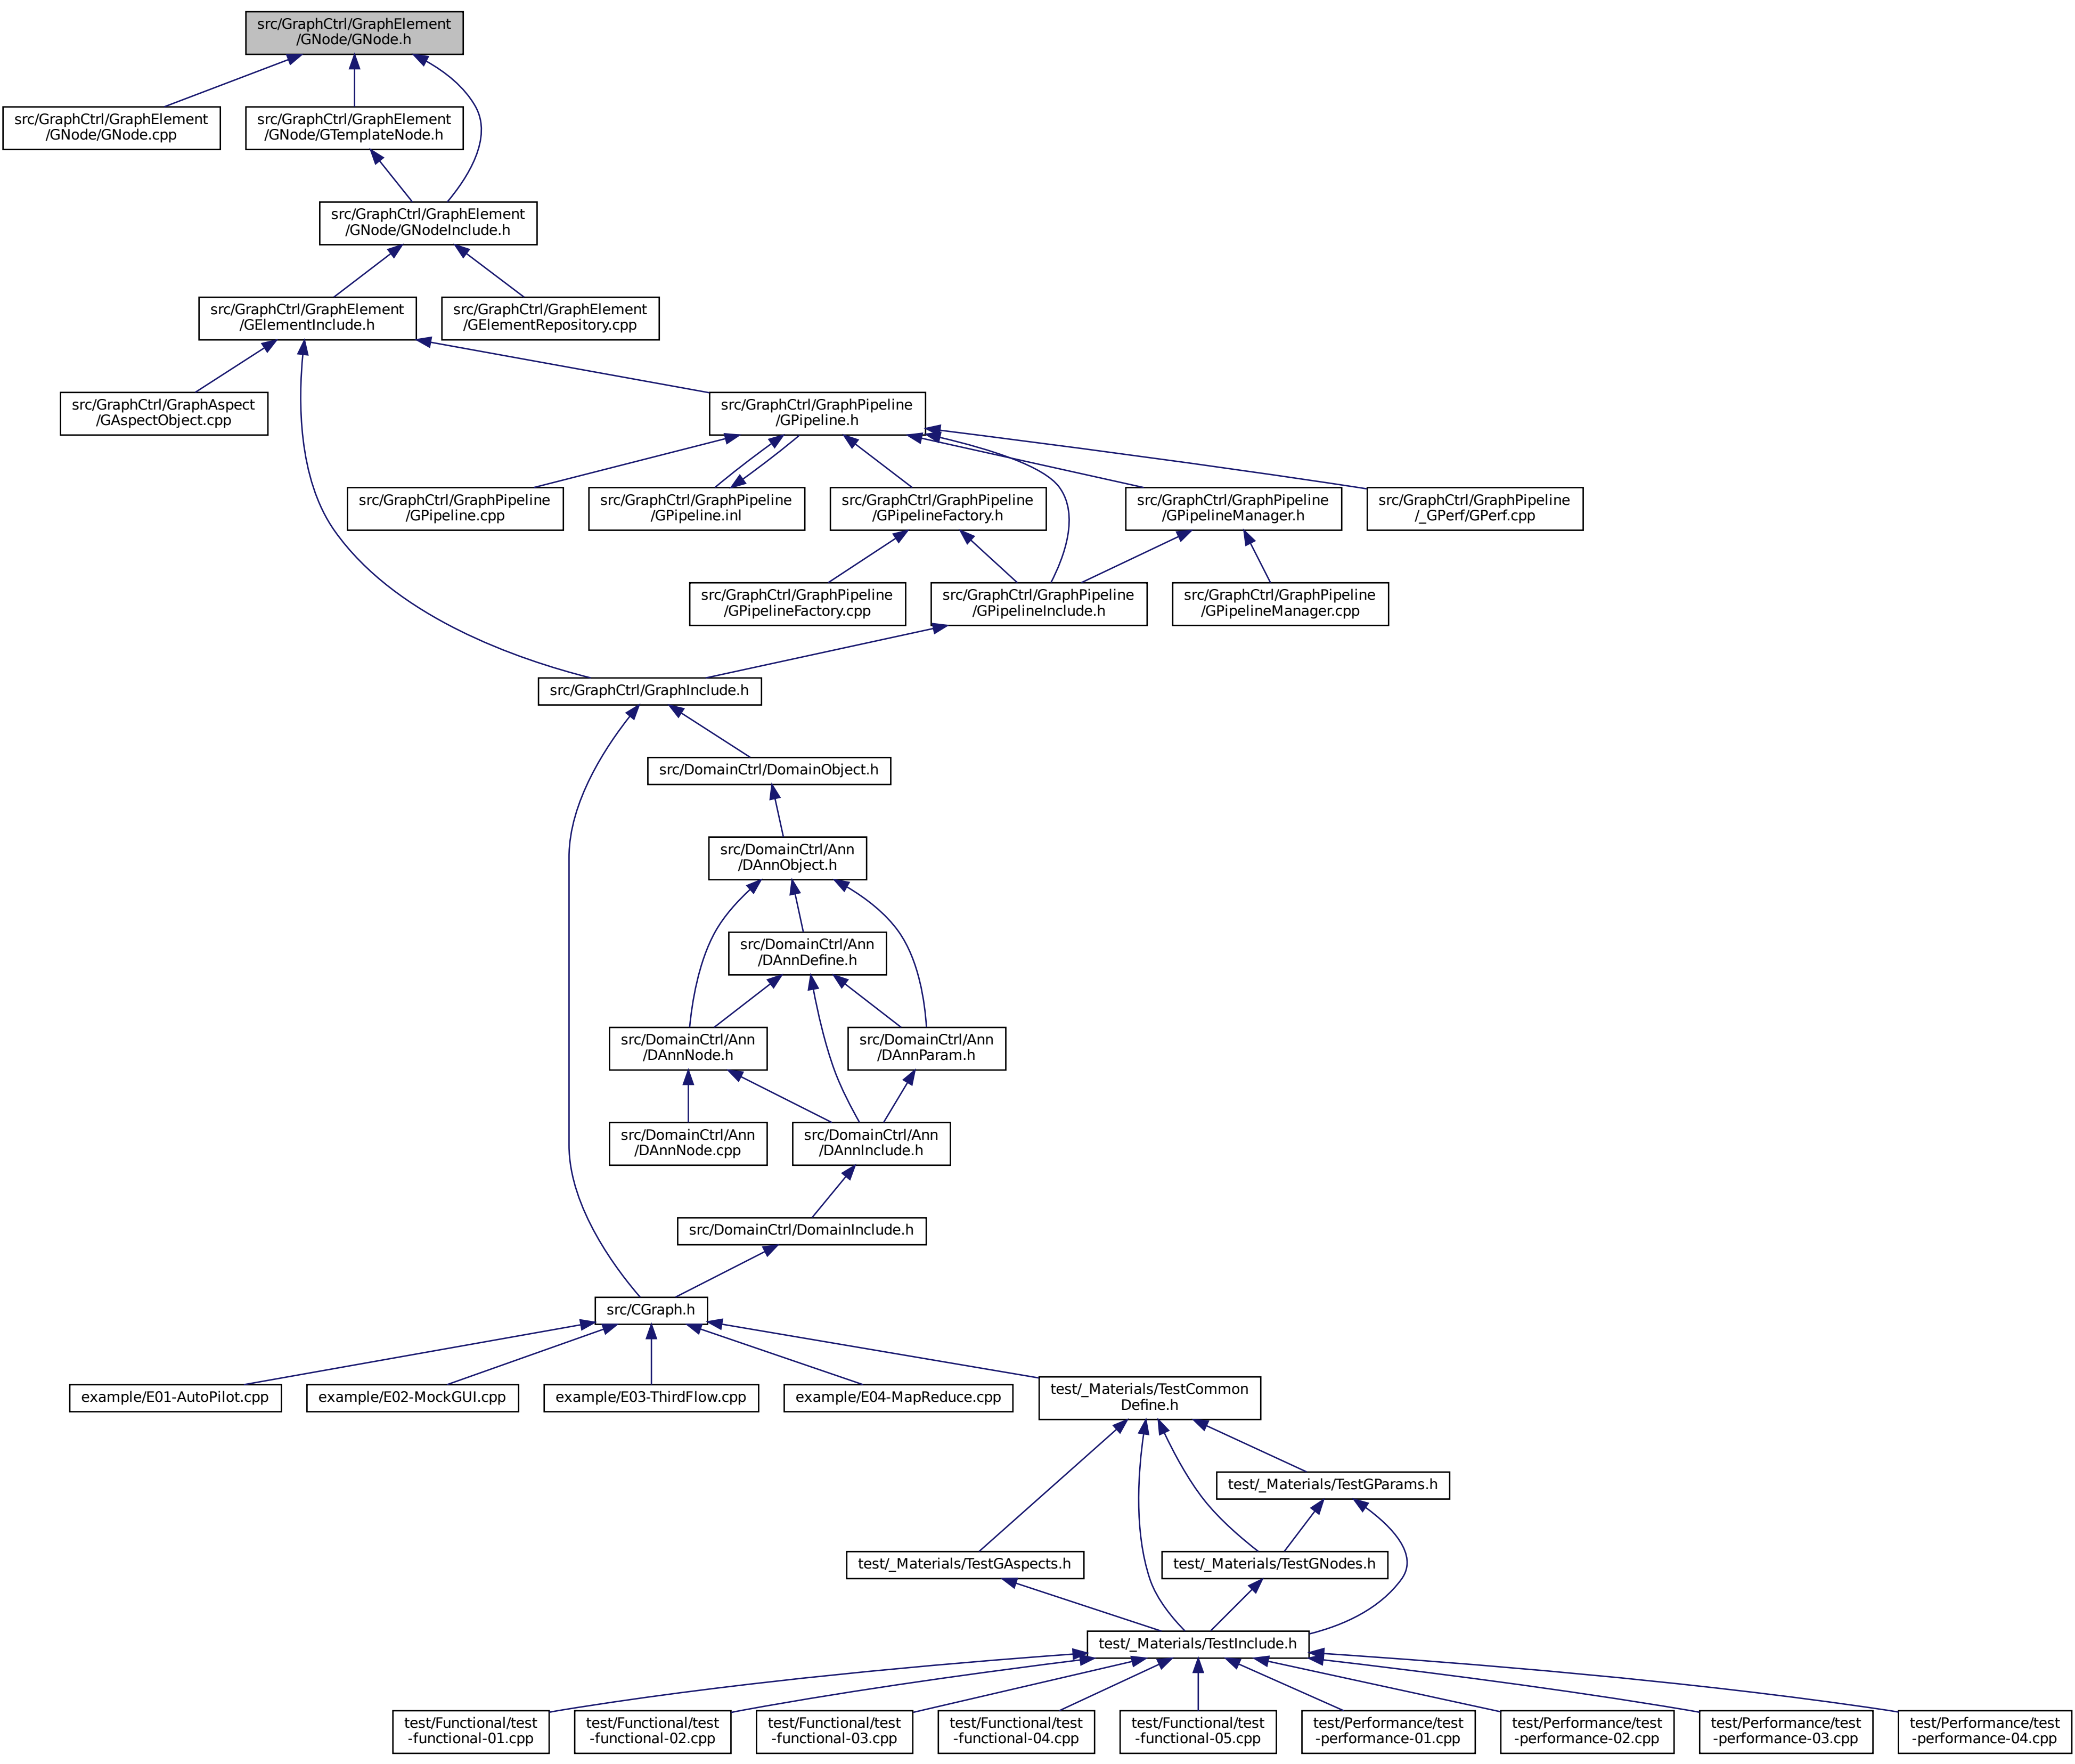 src/GraphCtrl/GraphElement
/GNode/GNode.h
src/GraphCtrl/GraphElement
/GNode/GNode.cpp
src/GraphCtrl/GraphElement
/GNode/GTemplateNode.h
src/GraphCtrl/GraphElement
/GNode/GNodeInclude.h
src/GraphCtrl/GraphElement
/GElementInclude.h
src/GraphCtrl/GraphElement
/GElementRepository.cpp
src/GraphCtrl/GraphAspect
/GAspectObject.cpp
src/GraphCtrl/GraphPipeline
/GPipeline.h
src/GraphCtrl/GraphPipeline
/GPipeline.cpp
src/GraphCtrl/GraphPipeline
/GPipeline.inl
src/GraphCtrl/GraphPipeline
/GPipelineFactory.h
src/GraphCtrl/GraphPipeline
/GPipelineManager.h
src/GraphCtrl/GraphPipeline
/_GPerf/GPerf.cpp
src/GraphCtrl/GraphPipeline
/GPipelineFactory.cpp
src/GraphCtrl/GraphPipeline
/GPipelineInclude.h
src/GraphCtrl/GraphPipeline
/GPipelineManager.cpp
src/GraphCtrl/GraphInclude.h
src/DomainCtrl/DomainObject.h
src/DomainCtrl/Ann
/DAnnObject.h
src/DomainCtrl/Ann
/DAnnDefine.h
src/DomainCtrl/Ann
/DAnnNode.h
src/DomainCtrl/Ann
/DAnnParam.h
src/DomainCtrl/Ann
/DAnnNode.cpp
src/DomainCtrl/Ann
/DAnnInclude.h
src/DomainCtrl/DomainInclude.h
src/CGraph.h
example/E01-AutoPilot.cpp
example/E02-MockGUI.cpp
example/E03-ThirdFlow.cpp
example/E04-MapReduce.cpp
test/_Materials/TestCommon
Define.h
test/_Materials/TestGParams.h
test/_Materials/TestGAspects.h
test/_Materials/TestGNodes.h
test/_Materials/TestInclude.h
test/Functional/test
-functional-01.cpp
test/Functional/test
-functional-02.cpp
test/Functional/test
-functional-03.cpp
test/Functional/test
-functional-04.cpp
test/Functional/test
-functional-05.cpp
test/Performance/test
-performance-01.cpp
test/Performance/test
-performance-02.cpp
test/Performance/test
-performance-03.cpp
test/Performance/test
-performance-04.cpp